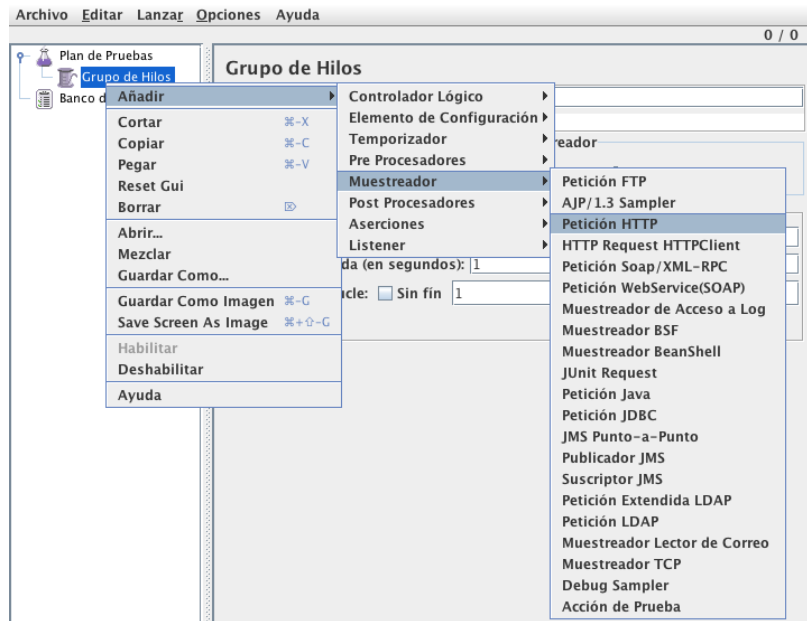 Archivo Editar Lanzar Opciones Ayuda
0 / 0
Plan de Pruebas
Grupo de Hilos
Banco d
Grupo de Hilos
Añadir
Cortar ⌘-X
Copiar ⌘-C
Pegar ⌘-V
Reset Gui
Borrar ⌦
Abrir...
Mezclar
Guardar Como...
Guardar Como Imagen ⌘-G
Save Screen As Image ⌘+⇧-G
Habilitar
Deshabilitar
Ayuda
Controlador Lógico
Elemento de Configuración
Temporizador
Pre Procesadores
Muestreador
Post Procesadores
Aserciones
Listener
reador
da (en segundos): 1
ucle: Sin fín 1
Petición FTP
AJP/1.3 Sampler
Petición HTTP
HTTP Request HTTPClient
Petición Soap/XML-RPC
Petición WebService(SOAP)
Muestreador de Acceso a Log
Muestreador BSF
Muestreador BeanShell
JUnit Request
Petición Java
Petición JDBC
JMS Punto-a-Punto
Publicador JMS
Suscriptor JMS
Petición Extendida LDAP
Petición LDAP
Muestreador Lector de Correo
Muestreador TCP
Debug Sampler
Acción de Prueba